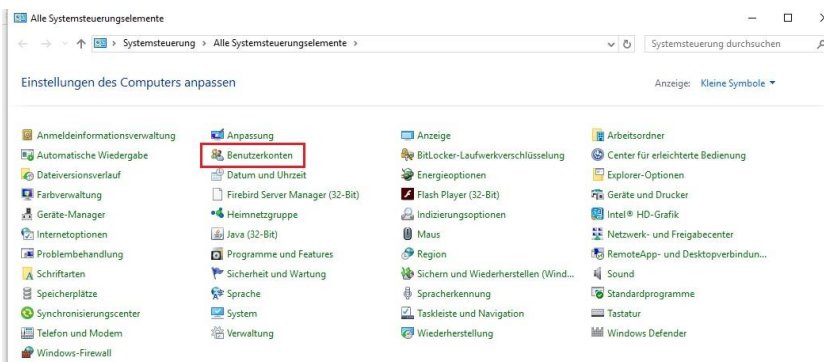 Alle Systemsteuerungselemente
Systemsteuerung > Alle Systemsteuerungselemente >
Systemsteuerung durchsuchen
Einstellungen des Computers anpassen
Anzeige: Kleine Symbole
Anmeldeinformationsverwaltung Anpassung Anzeige Arbeitsordner
Automatische Wiedergabe Benutzerkonten BitLocker-Laufwerkverschlüsselung Center für erleichterte Bedienung
Dateiversionsverlauf Datum und Uhrzeit Energieoptionen Explorer-Optionen
Farbverwaltung Firebird Server Manager (32-Bit) Flash Player (32-Bit) Geräte und Drucker
Geräte-Manager Heimnetzgruppe Indizierungsoptionen Intel® HD-Grafik
Internetoptionen Java (32-Bit) Maus Netzwerk- und Freigabecenter
Problembehandlung Programme und Features Region RemoteApp- und Desktopverbindun...
Schriftarten Sicherheit und Wartung Sichern und Wiederherstellen (Wind... Sound
Speicherplätze Sprache Spracherkennung Standardprogramme
Synchronisierungscenter System Taskleiste und Navigation Tastatur
Telefon und Modem Verwaltung Wiederherstellung Windows Defender
Windows-Firewall